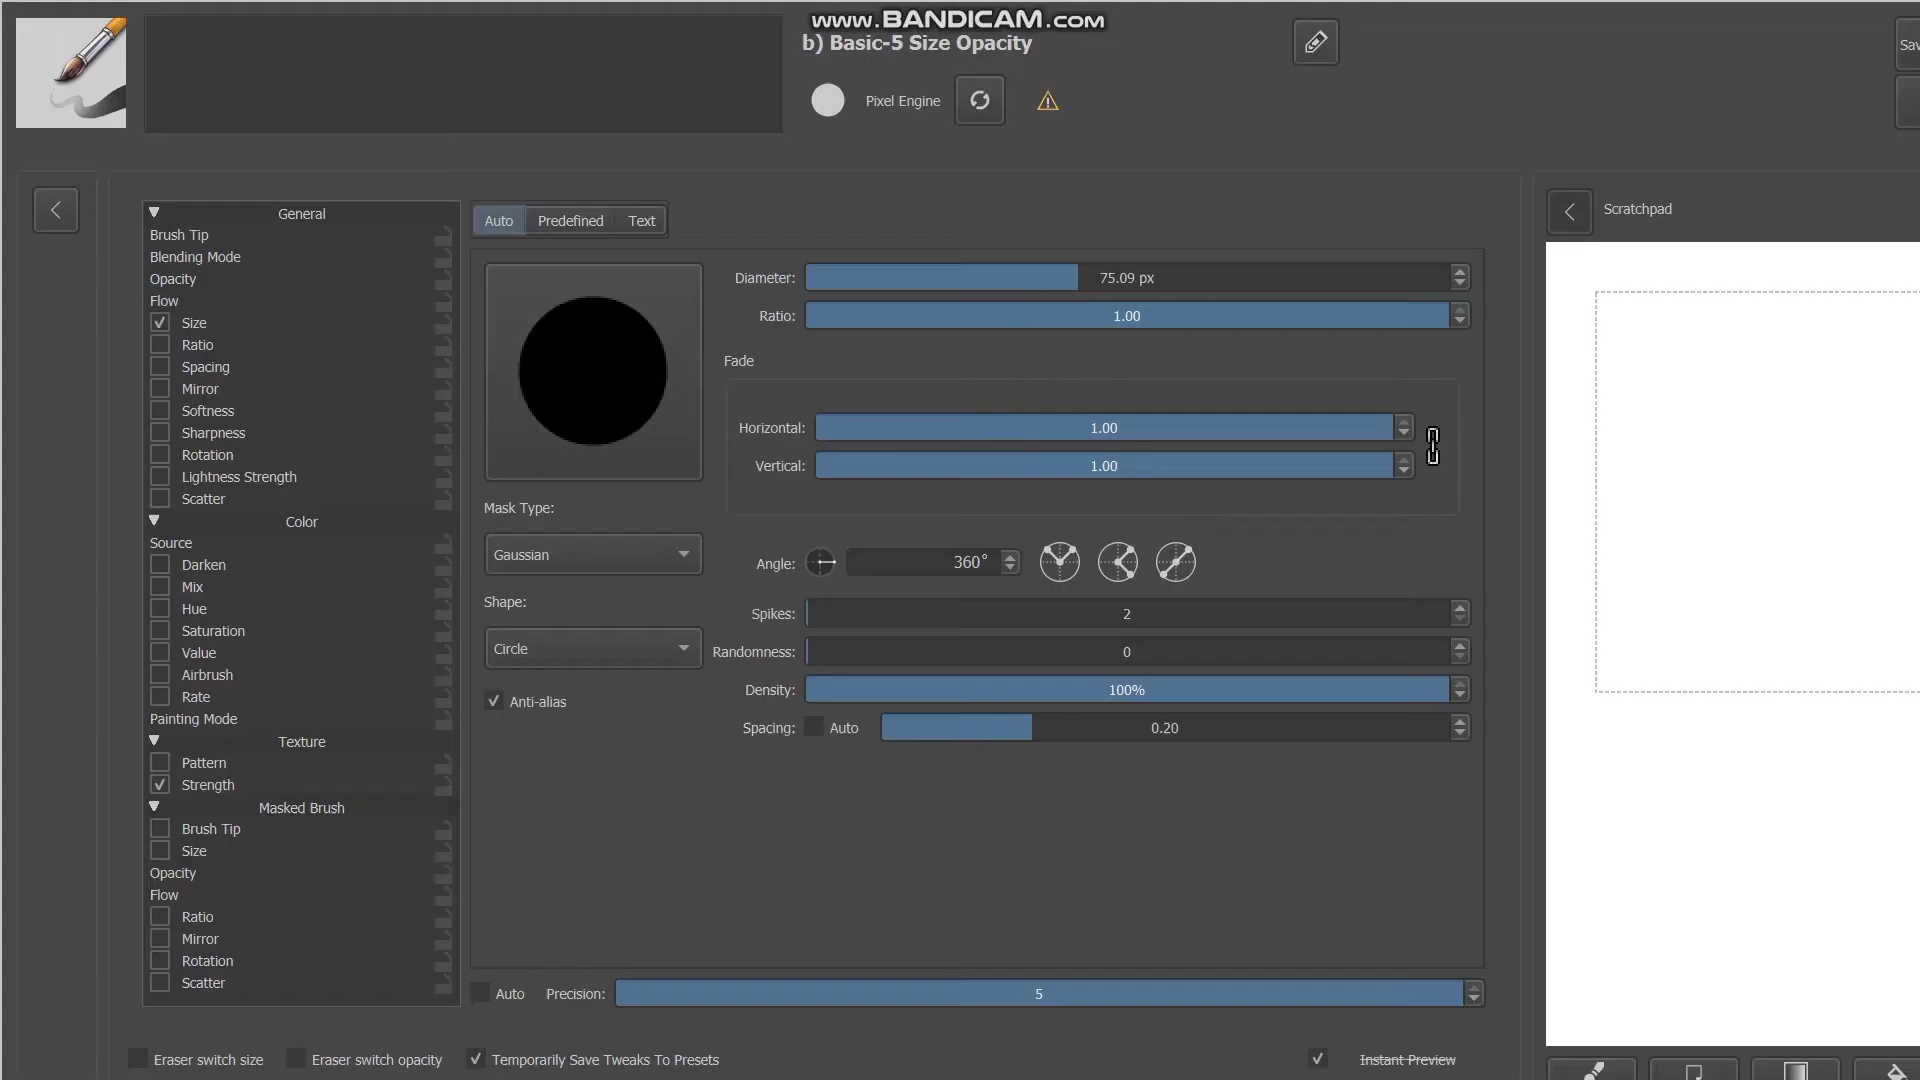 www.BANDICAM.com
b) Basic-5 Size Opacity
Sav
Pixel Engine
Scratchpad
General
Brush Tip
Blending Mode
Opacity
Flow
Size
Ratio
Spacing
Mirror
Softness
Sharpness
Rotation
Lightness Strength
Scatter
Color
Source
Darken
Mix
Hue
Saturation
Value
Airbrush
Rate
Painting Mode
Texture
Pattern
Strength
Masked Brush
Brush Tip
Size
Opacity
Flow
Ratio
Mirror
Rotation
Scatter
Auto Predefined Text
Diameter: 75.09 px
Ratio: 1.00
Fade
Horizontal: 1.00
Vertical: 1.00
Mask Type:
Gaussian
Angle: 360°
Shape:
Circle
Spikes: 2
Randomness: 0
Density: 100%
Anti-alias
Spacing: Auto 0.20
Auto Precision: 5
Eraser switch size Eraser switch opacity Temporarily Save Tweaks To Presets Instant Preview